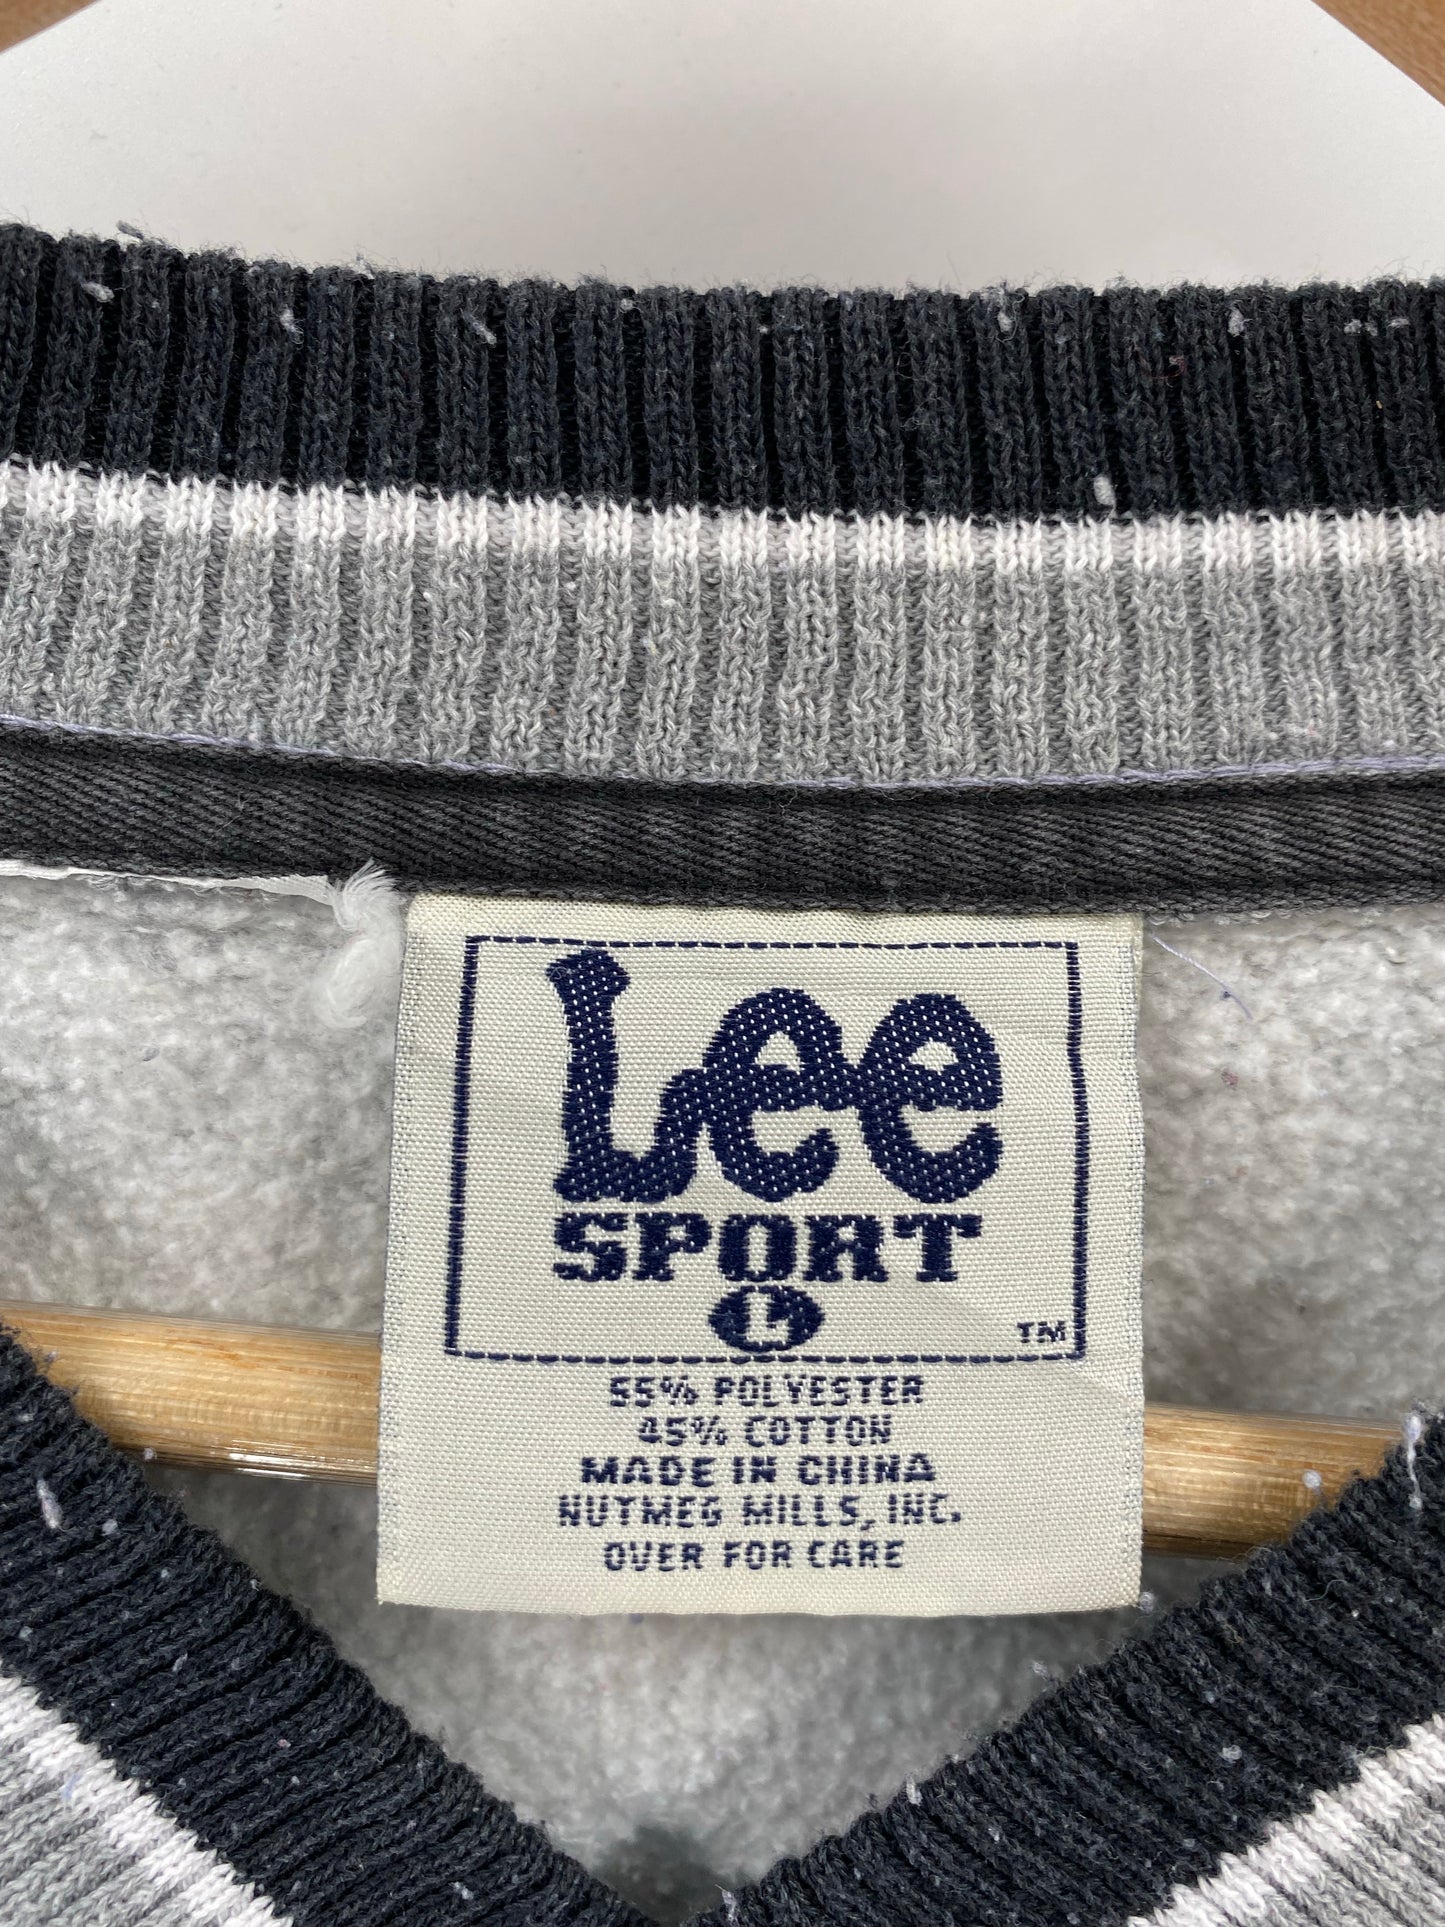 Lee
SPORT
L
TM
55% POLYESTER
45% COTTON
MADE IN CHINA
NUTMEG MILLS, INC.
OVER FOR CARE